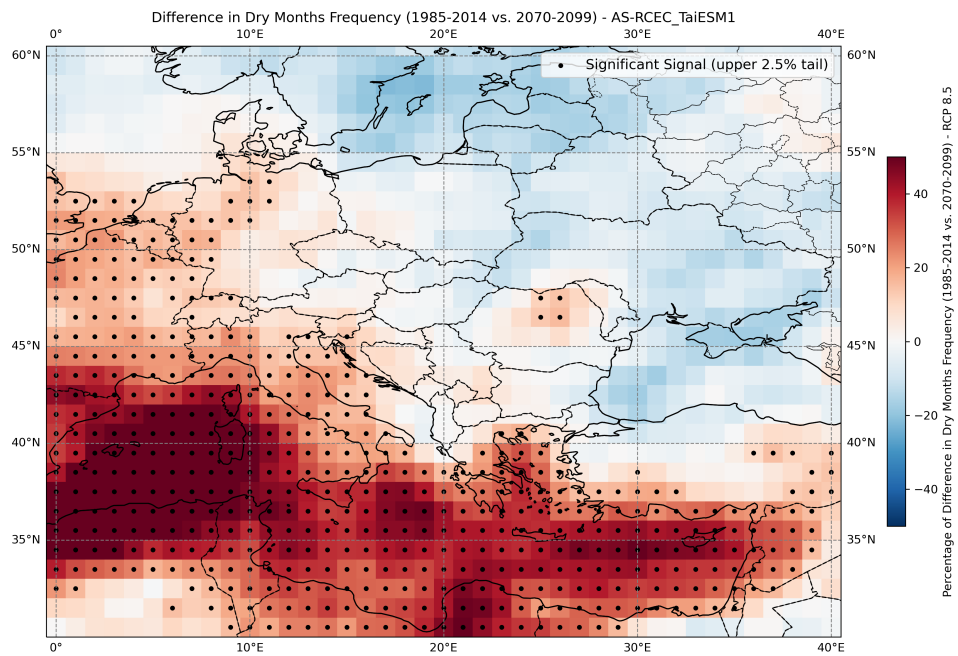 Difference in Dry Months Frequency (1985-2014 vs. 2070-2099) - AS-RCEC_TaiESM1
0° 10°E 20°E 30°E 40°E
60°N 60°N
Significant Signal (upper 2.5% tail)
55°N 55°N
50°N 50°N
45°N 45°N
40°N 40°N
35°N 35°N
0° 10°E 20°E 30°E 40°E
40
20
0
−20
−40
Percentage of Difference in Dry Months Frequency (1985-2014 vs. 2070-2099) - RCP 8.5